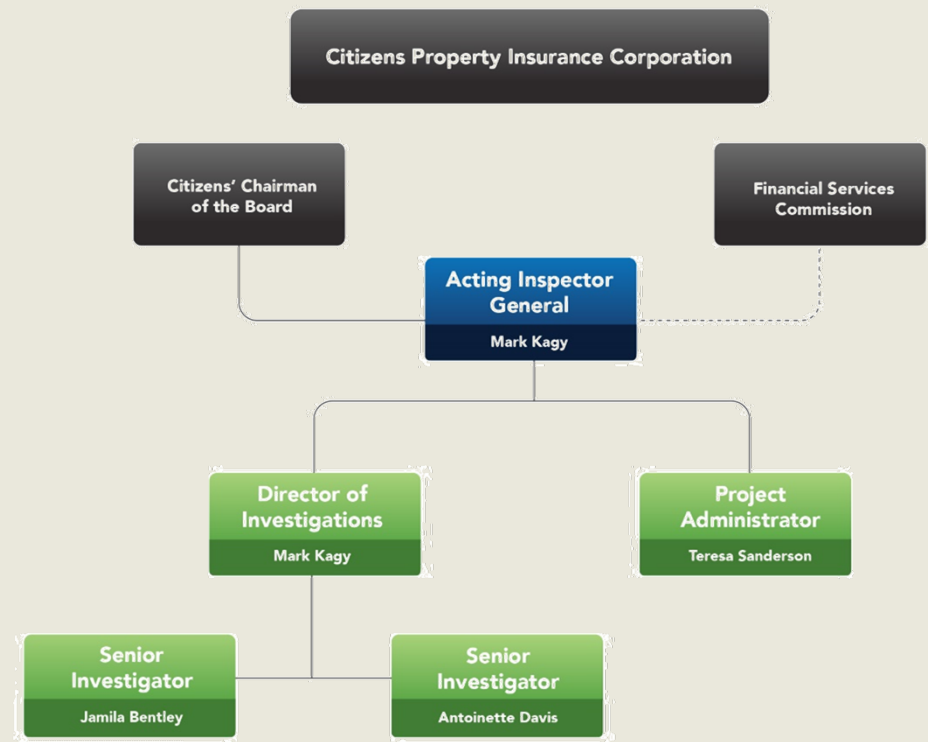 Citizens Property Insurance Corporation
Citizens' Chairman
of the Board
Financial Services
Commission
Acting Inspector
General
Mark Kagy
Director of
Investigations
Mark Kagy
Project
Administrator
Teresa Sanderson
Senior
Investigator
Jamila Bentley
Senior
Investigator
Antoinette Davis